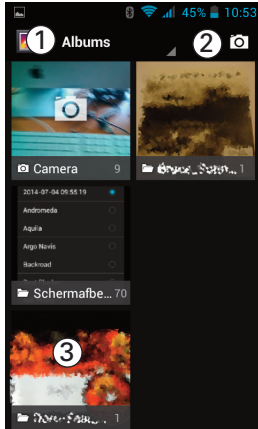 45% 10:53
1 Albums 2
Camera 9
1
2014-07-04 09:55:19
Andromeda
Aquila
Argo Navis
Backroad
Schermafbe... 70
3
1